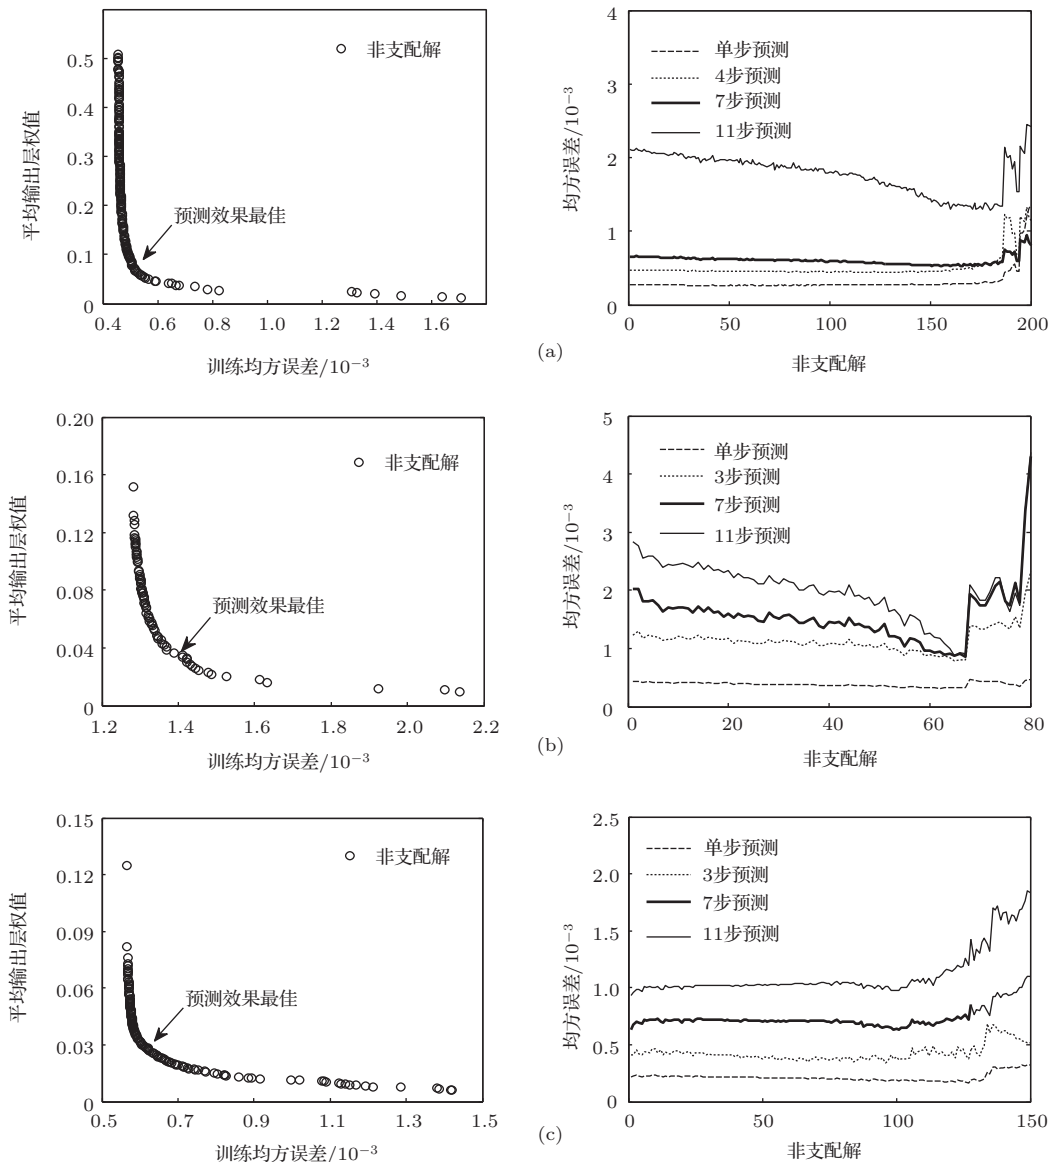 非支配解
平均输出层权值
0.5
0.4
0.3
0.2
0.1
0
预测效果最佳
0.4 0.6 0.8 1.0 1.2 1.4 1.6
训练均方误差/10⁻³
均方误差/10⁻³
4
3
2
1
0
单步预测
4步预测
7步预测
11步预测
0 50 100 150 200
非支配解
(a)
平均输出层权值
0.20
0.16
0.12
0.08
0.04
0
非支配解
预测效果最佳
1.2 1.4 1.6 1.8 2.0 2.2
训练均方误差/10⁻³
均方误差/10⁻³
5
4
3
2
1
0
单步预测
3步预测
7步预测
11步预测
0 20 40 60 80
非支配解
(b)
平均输出层权值
0.15
0.12
0.09
0.06
0.03
0
非支配解
预测效果最佳
0.5 0.7 0.9 1.1 1.3 1.5
训练均方误差/10⁻³
均方误差/10⁻³
2.5
2.0
1.5
1.0
0.5
0
单步预测
3步预测
7步预测
11步预测
0 50 100 150
非支配解
(c)